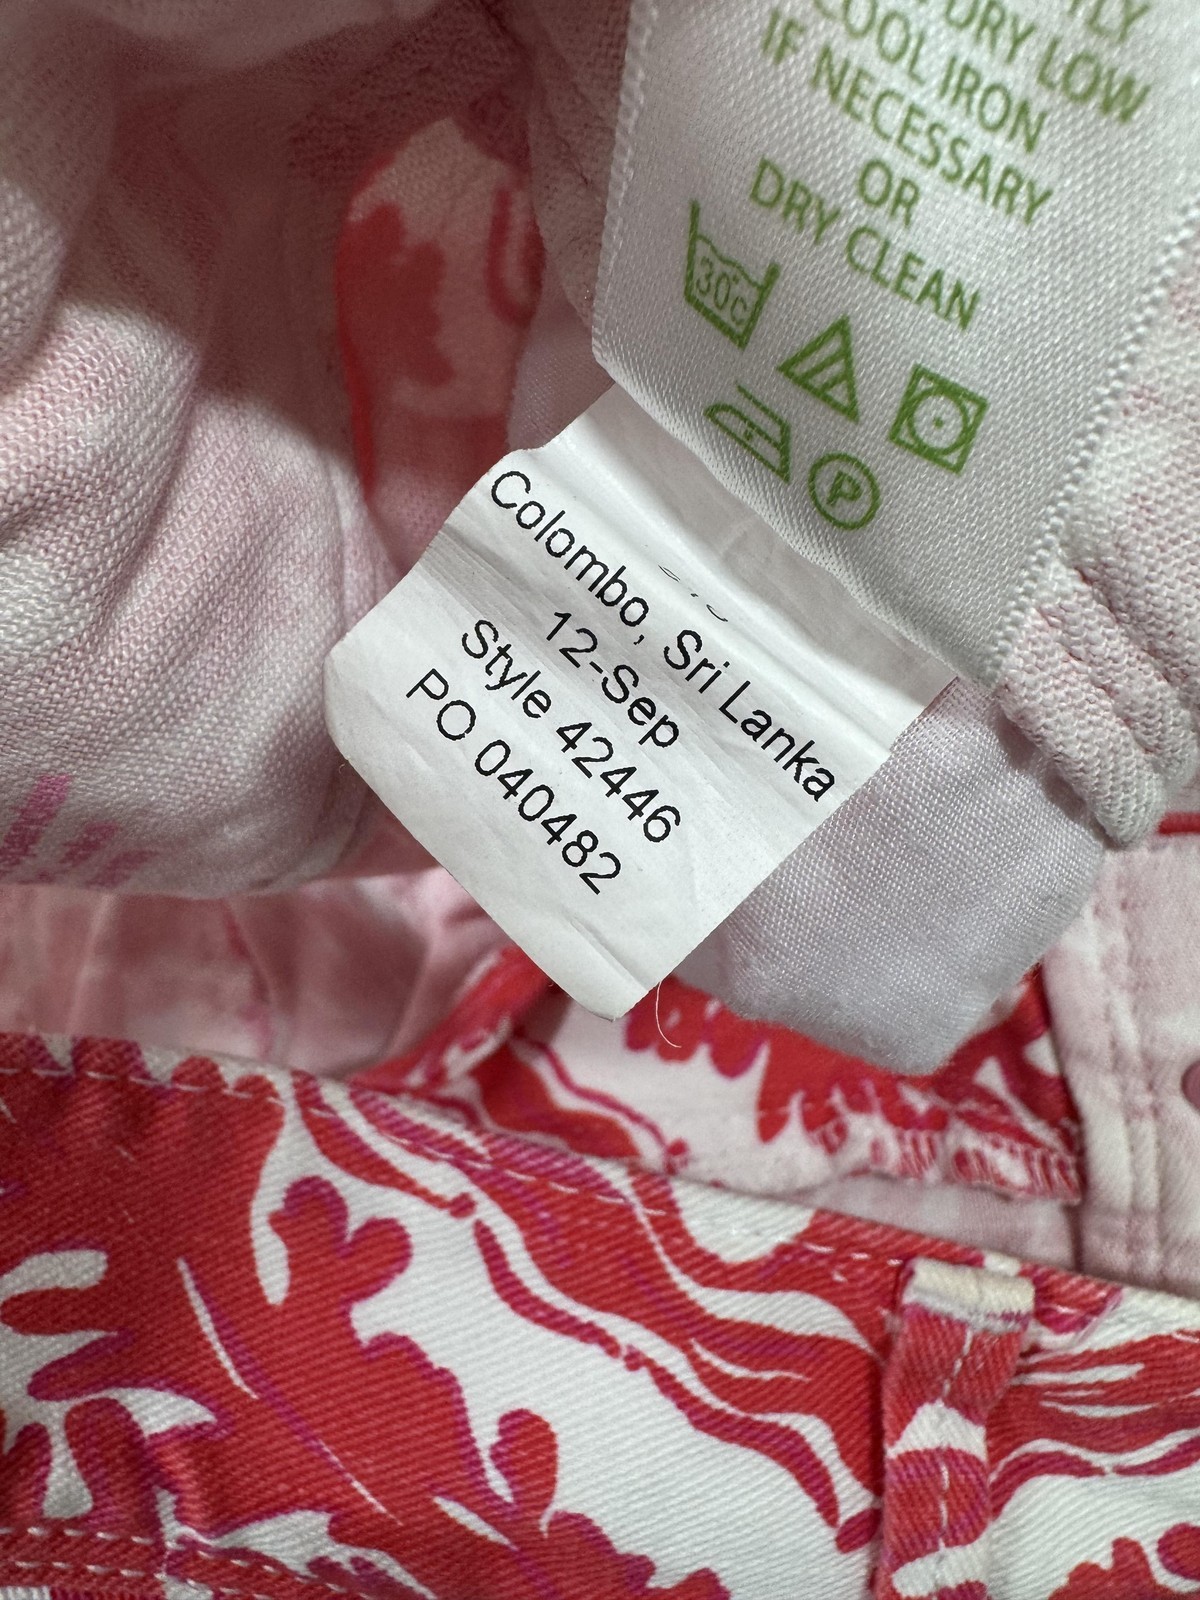 DRY LOW
COOL IRON
IF NECESSARY
OR
DRY CLEAN
30°C
P
Colombo, Sri Lanka
12-Sep
Style 42446
PO 040482